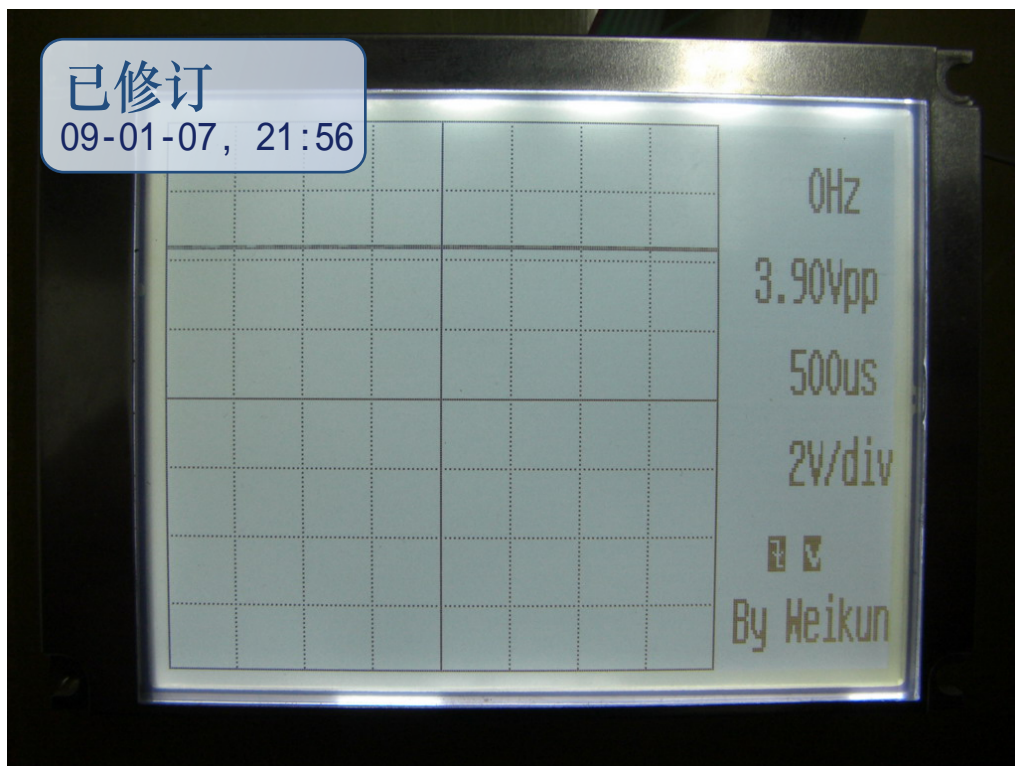 已修订
09-01-07, 21:56
0Hz
3.90Vpp
500us
2V/div
By Weikun